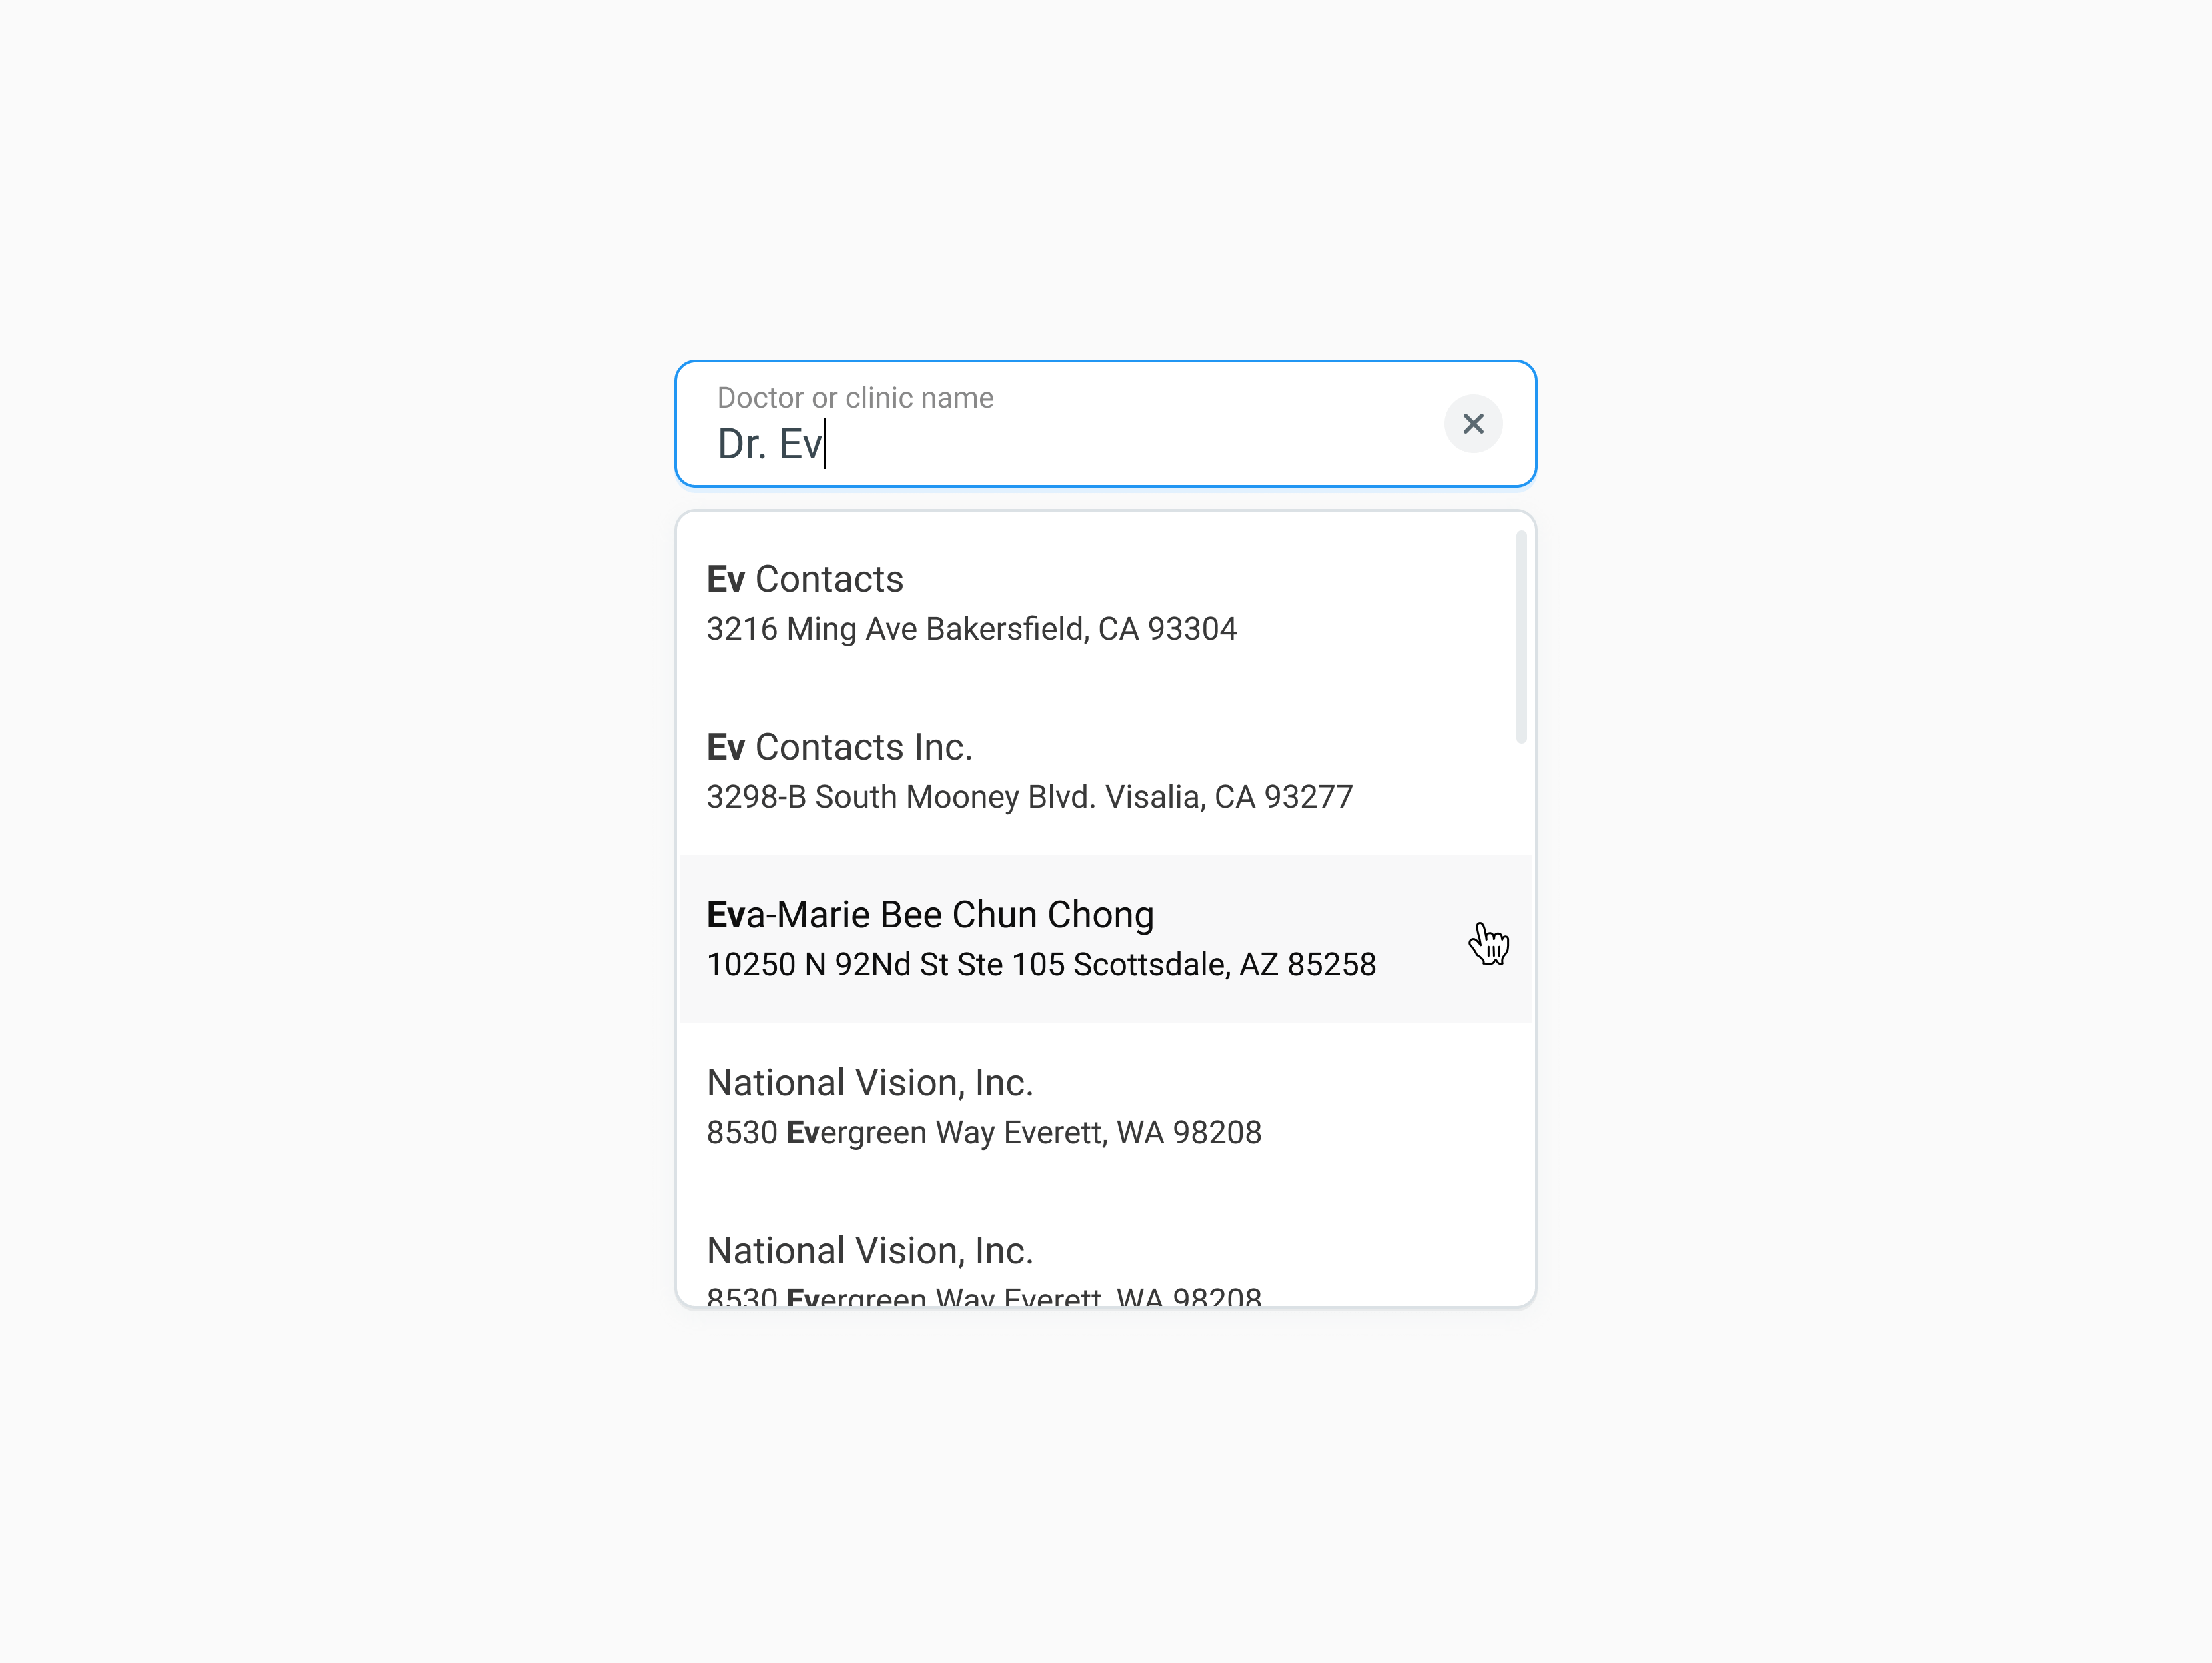 Doctor or clinic name
Dr. Ev
Ev Contacts
3216 Ming Ave Bakersfield, CA 93304
Ev Contacts Inc.
3298-B South Mooney Blvd. Visalia, CA 93277
Eva-Marie Bee Chun Chong
10250 N 92Nd St Ste 105 Scottsdale, AZ 85258
National Vision, Inc.
8530 Evergreen Way Everett, WA 98208
National Vision, Inc.
8530 Evergreen Way Everett, WA 98208